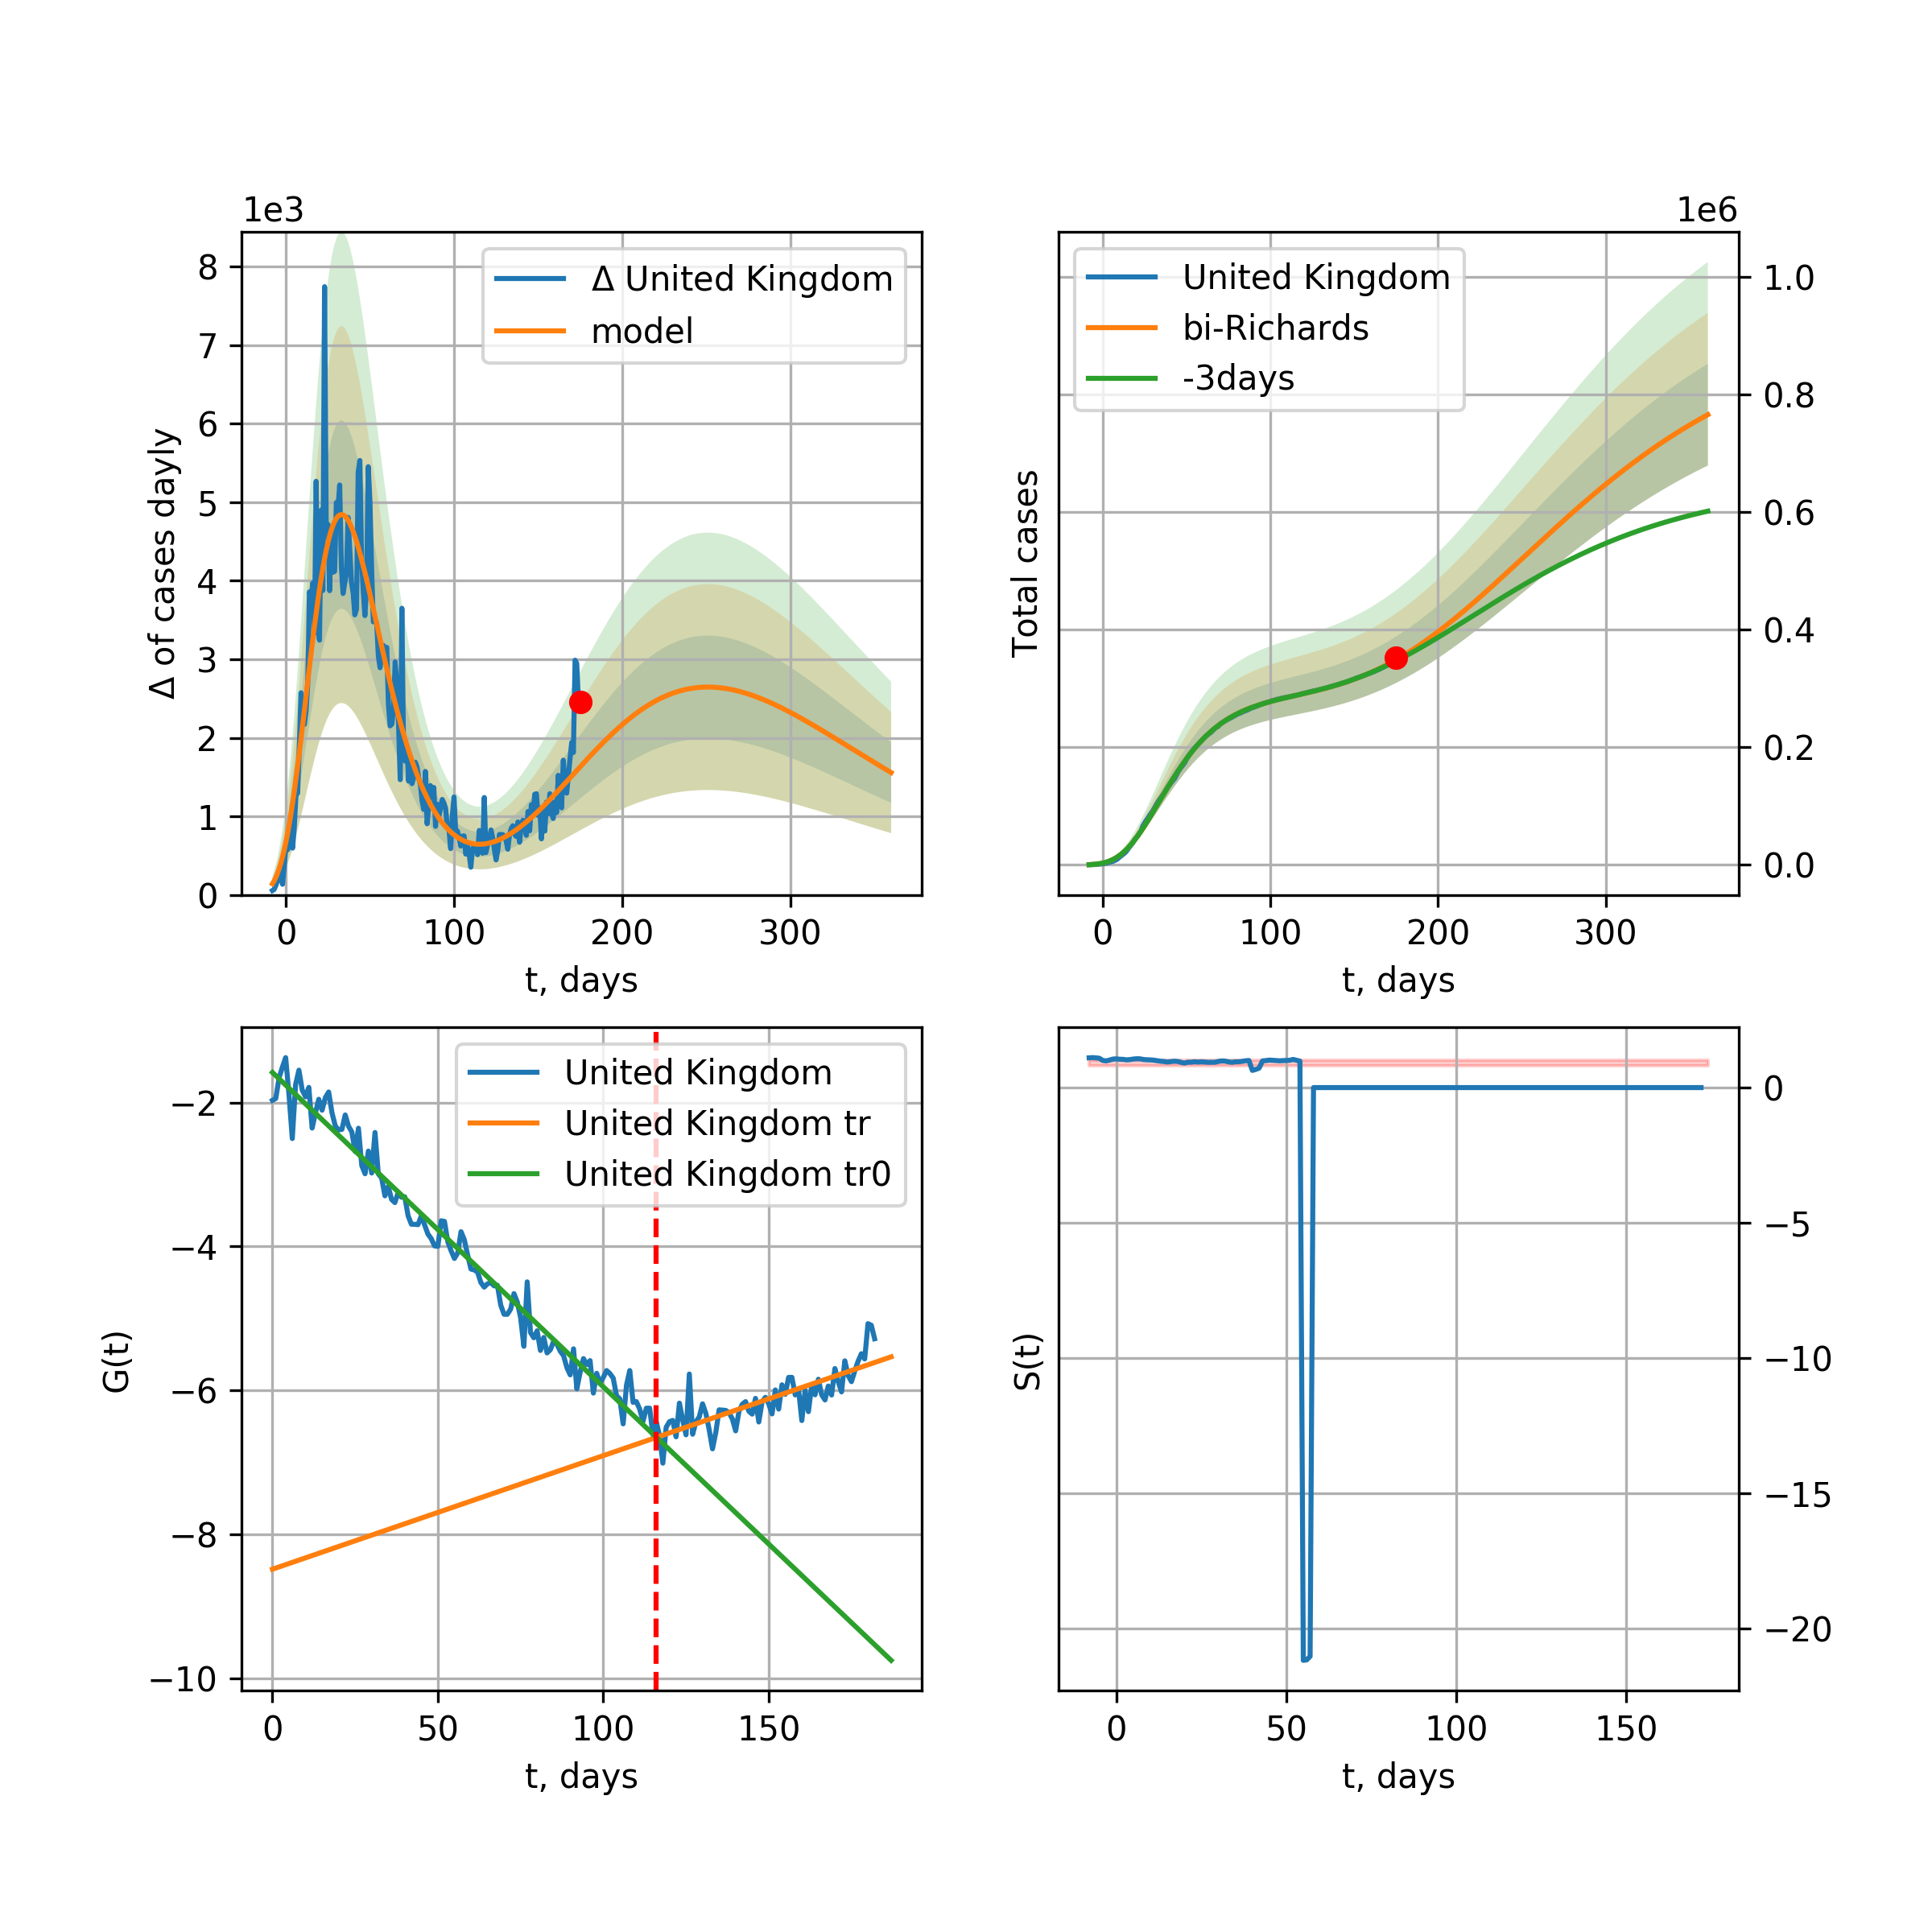 1e3
8
7
6
5
4
3
2
1
0
Δ of cases dayly
Δ United Kingdom
model
0 100 200 300
t, days
1e6
United Kingdom
bi-Richards
-3days
Total cases
1.0
0.8
0.6
0.4
0.2
0.0
0 100 200 300
t, days
−2
−4
−6
−8
−10
G(t)
United Kingdom
United Kingdom tr
United Kingdom tr0
0 50 100 150
t, days
S(t)
0
−5
−10
−15
−20
0 50 100 150
t, days